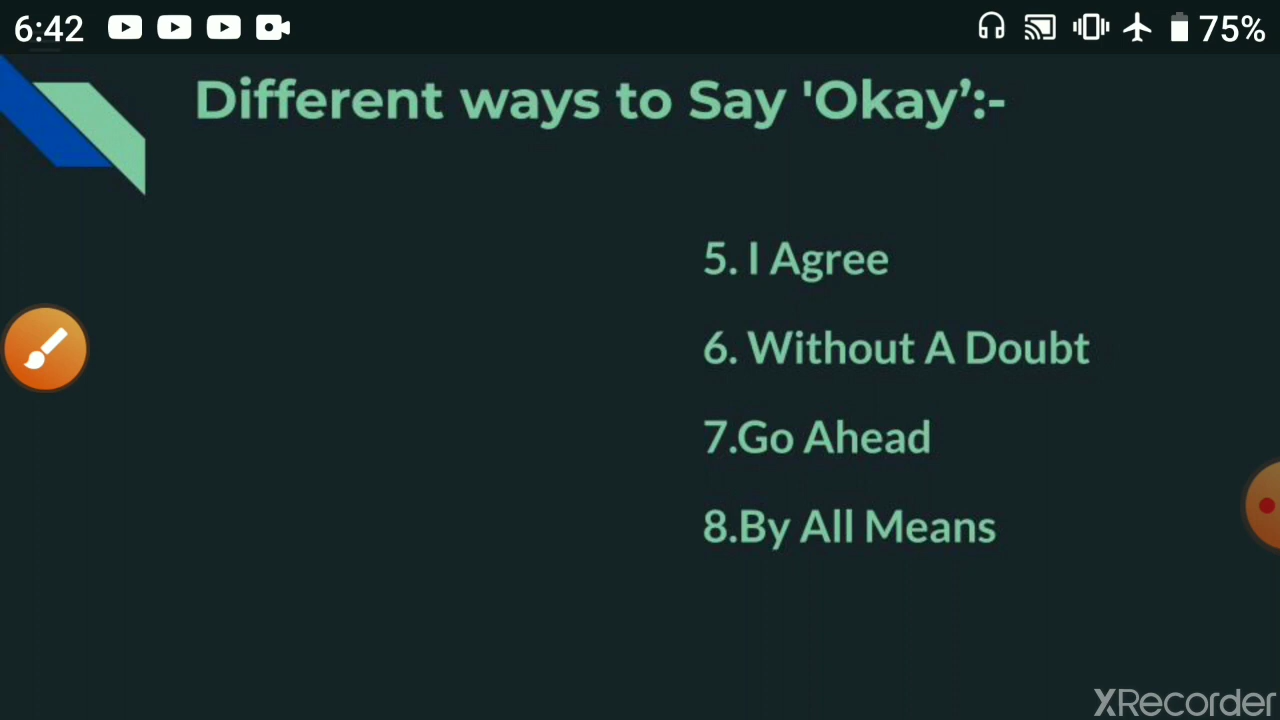 6:42
75%
Different ways to Say 'Okay’:-
5. I Agree
6. Without A Doubt
7.Go Ahead
8.By All Means
XRecorder